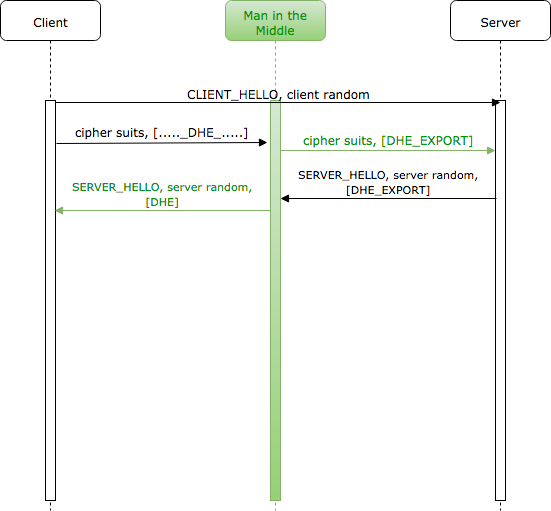 Client
Man in the
Middle
Server
CLIENT_HELLO, client random
cipher suits, [....._DHE_.....]
cipher suits, [DHE_EXPORT]
SERVER_HELLO, server random,
[DHE_EXPORT]
SERVER_HELLO, server random,
[DHE]